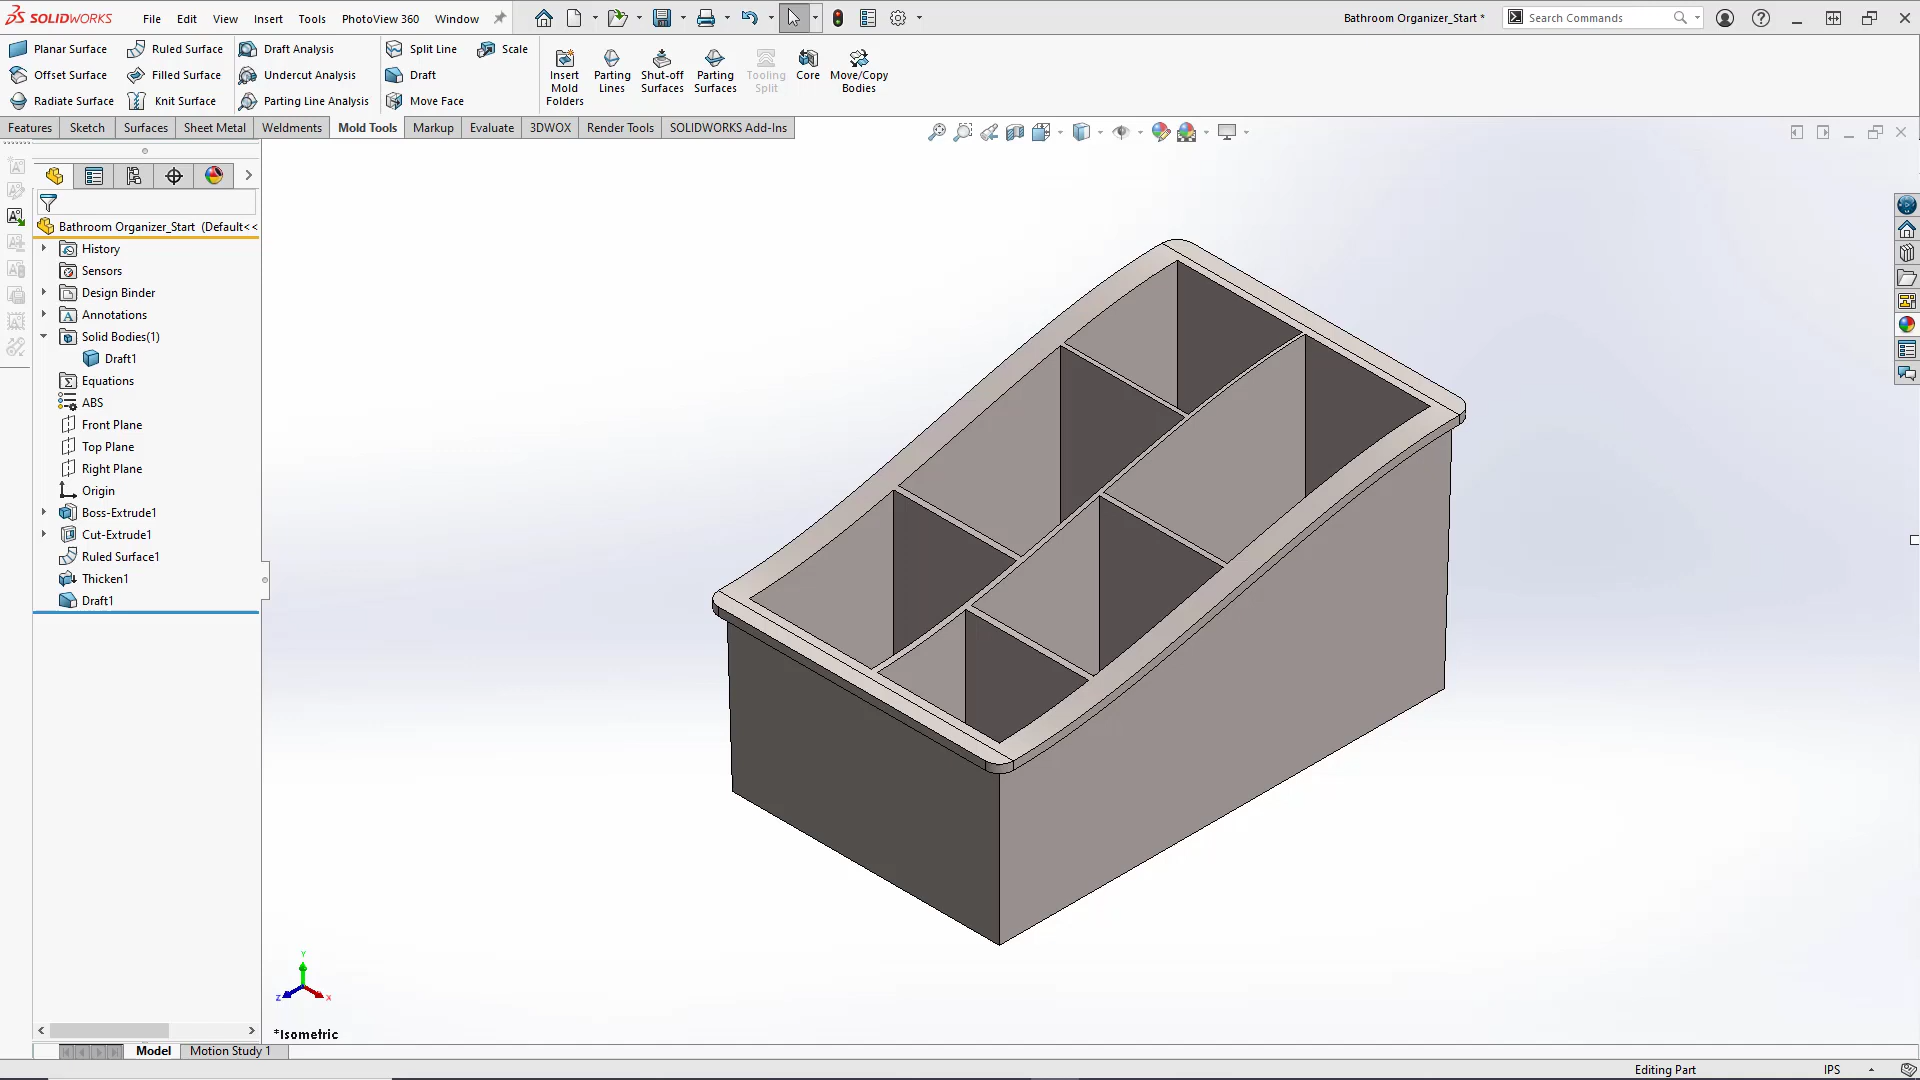 SOLIDWORKS File Edit View Insert Tools PhotoView 360 Window Bathroom Organizer_Start * Search Commands
Planar Surface Ruled Surface Draft Analysis Split Line Scale
Offset Surface Filled Surface Undercut Analysis Draft
Radiate Surface Knit Surface Parting Line Analysis Move Face
Insert Mold Folders
Parting Lines
Shut-off Surfaces
Parting Surfaces
Tooling Split
Core
Move/Copy Bodies
Features Sketch Surfaces Sheet Metal Weldments Mold Tools Markup Evaluate 3DWOX Render Tools SOLIDWORKS Add-Ins
Bathroom Organizer_Start (Default<<
History
Sensors
Design Binder
Annotations
Solid Bodies(1)
Draft1
Equations
ABS
Front Plane
Top Plane
Right Plane
Origin
Boss-Extrude1
Cut-Extrude1
Ruled Surface1
Thicken1
Draft1
Y
Z X
*Isometric
Model Motion Study 1
Editing Part IPS